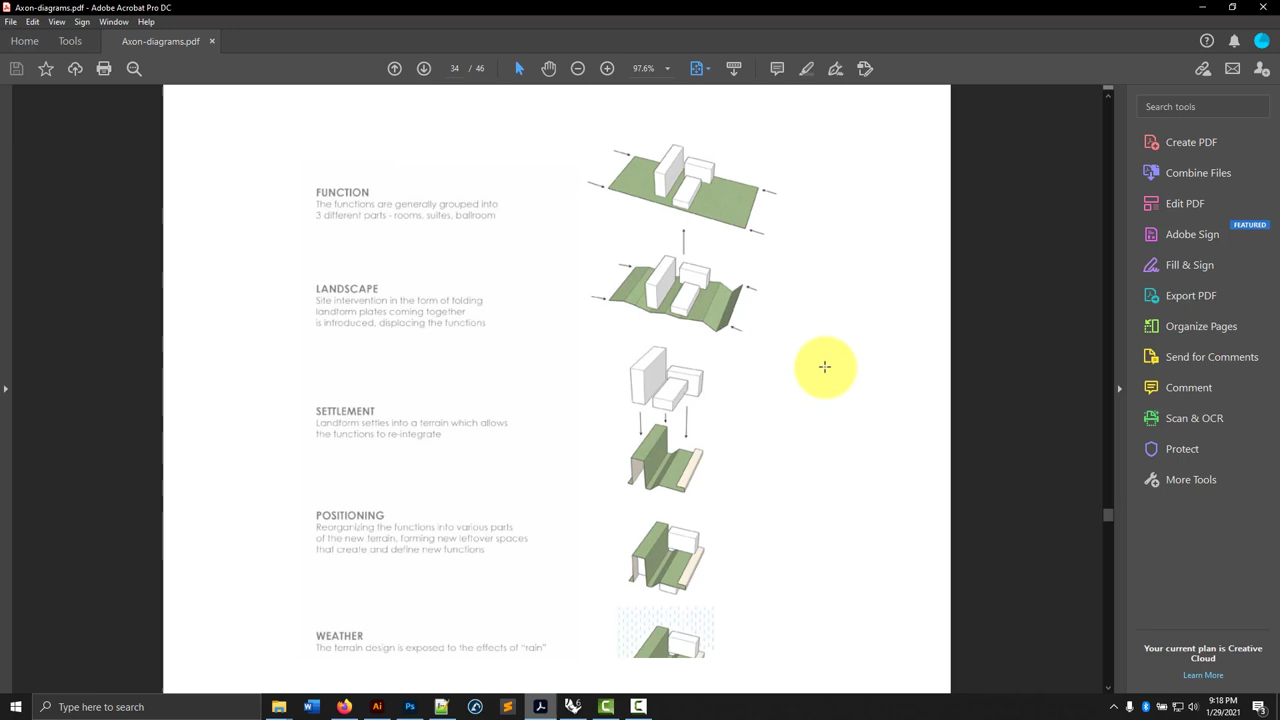 Axon-diagrams.pdf - Adobe Acrobat Pro DC
File Edit View Sign Window Help
Home Tools Axon-diagrams.pdf
34 / 46 97.6%
Search tools
Create PDF
Combine Files
Edit PDF
Adobe Sign
FEATURED
Fill & Sign
Export PDF
Organize Pages
Send for Comments
Comment
Scan & OCR
Protect
More Tools
Your current plan is Creative
Cloud
Learn More
FUNCTION
The functions are generally grouped into
3 different parts - rooms, suites, ballroom
LANDSCAPE
Site intervention in the form of folding
landform plates coming together
is introduced, displacing the functions
SETTLEMENT
Landform settles into a terrain which allows
the functions to re-integrate
POSITIONING
Reorganizing the functions into various parts
of the new terrain, forming new leftover spaces
that create and define new functions
WEATHER
The terrain design is exposed to the effects of "rain"
Type here to search
9:18 PM
1/29/2021